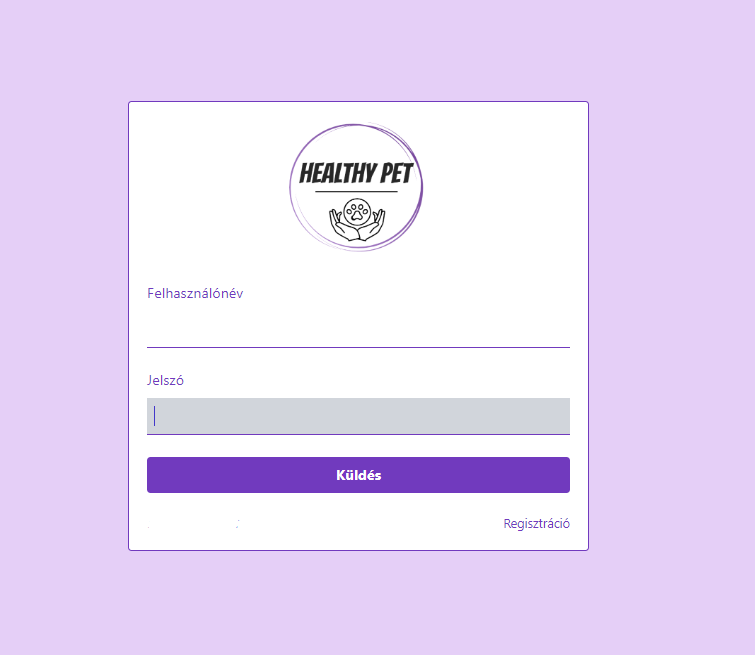 HEALTHY PET
Felhasználónév
Jelszó
Küldés
Regisztráció